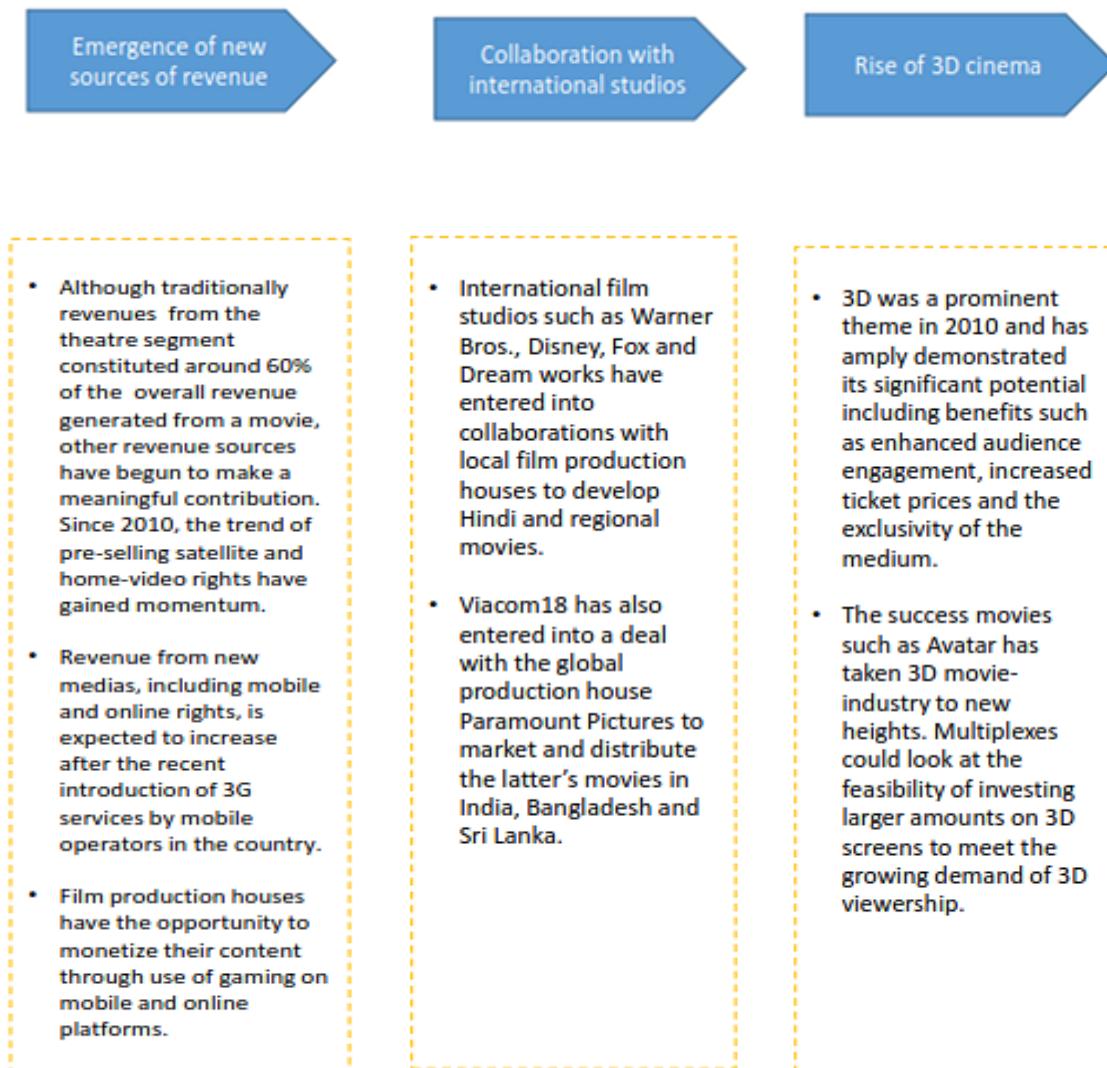 Emergence of new
sources of revenue
Collaboration with
international studios
Rise of 3D cinema
• Although traditionally
revenues from the
theatre segment
constituted around 60%
of the overall revenue
generated from a movie,
other revenue sources
have begun to make a
meaningful contribution.
Since 2010, the trend of
pre-selling satellite and
home-video rights have
gained momentum.
• Revenue from new
medias, including mobile
and online rights, is
expected to increase
after the recent
introduction of 3G
services by mobile
operators in the country.
• Film production houses
have the opportunity to
monetize their content
through use of gaming on
mobile and online
platforms.
• International film
studios such as Warner
Bros., Disney, Fox and
Dream works have
entered into
collaborations with
local film production
houses to develop
Hindi and regional
movies.
• Viacom18 has also
entered into a deal
with the global
production house
Paramount Pictures to
market and distribute
the latter’s movies in
India, Bangladesh and
Sri Lanka.
• 3D was a prominent
theme in 2010 and has
amply demonstrated
its significant potential
including benefits such
as enhanced audience
engagement, increased
ticket prices and the
exclusivity of the
medium.
• The success movies
such as Avatar has
taken 3D movie-
industry to new
heights. Multiplexes
could look at the
feasibility of investing
larger amounts on 3D
screens to meet the
growing demand of 3D
viewership.